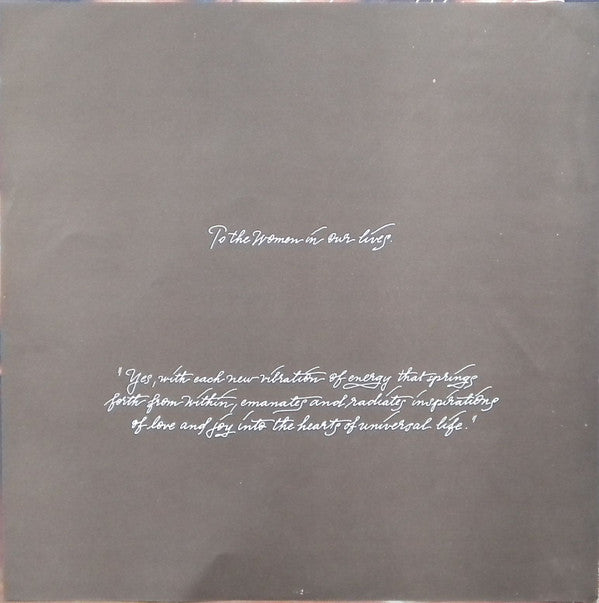 To the Women in our lives.
"Yes, with each new vibration of energy that springs
forth from within, emanates and radiates inspirations
of love and joy into the hearts of universal life."